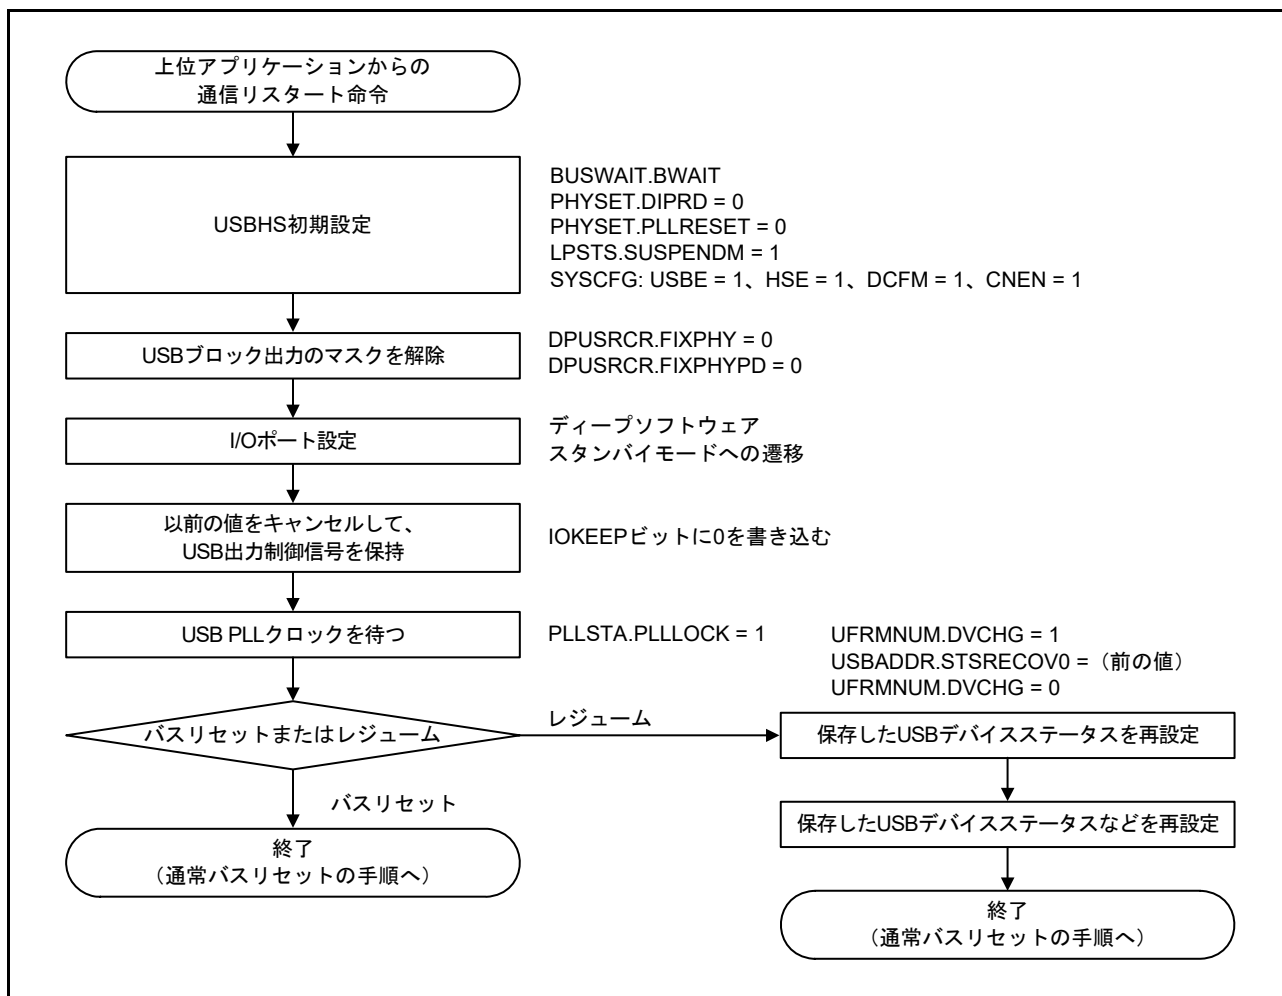 上位アプリケーションからの
通信リスタート命令
USBHS初期設定
BUSWAIT.BWAIT
PHYSET.DIPRD = 0
PHYSET.PLLRESET = 0
LPSTS.SUSPENDM = 1
SYSCFG: USBE = 1、HSE = 1、DCFM = 1、CNEN = 1
USBブロック出力のマスクを解除
DPUSRCR.FIXPHY = 0
DPUSRCR.FIXPHYPD = 0
I/Oポート設定
ディープソフトウェア
スタンバイモードへの遷移
以前の値をキャンセルして、
USB出力制御信号を保持
IOKEEPビットに0を書き込む
USB PLLクロックを待つ
PLLSTA.PLLLOCK = 1
UFRMNUM.DVCHG = 1
USBADDR.STSRECOV0 =（前の値）
UFRMNUM.DVCHG = 0
バスリセットまたはレジューム
レジューム
保存したUSBデバイスステータスを再設定
バスリセット
保存したUSBデバイスステータスなどを再設定
終了
（通常バスリセットの手順へ）
終了
（通常バスリセットの手順へ）